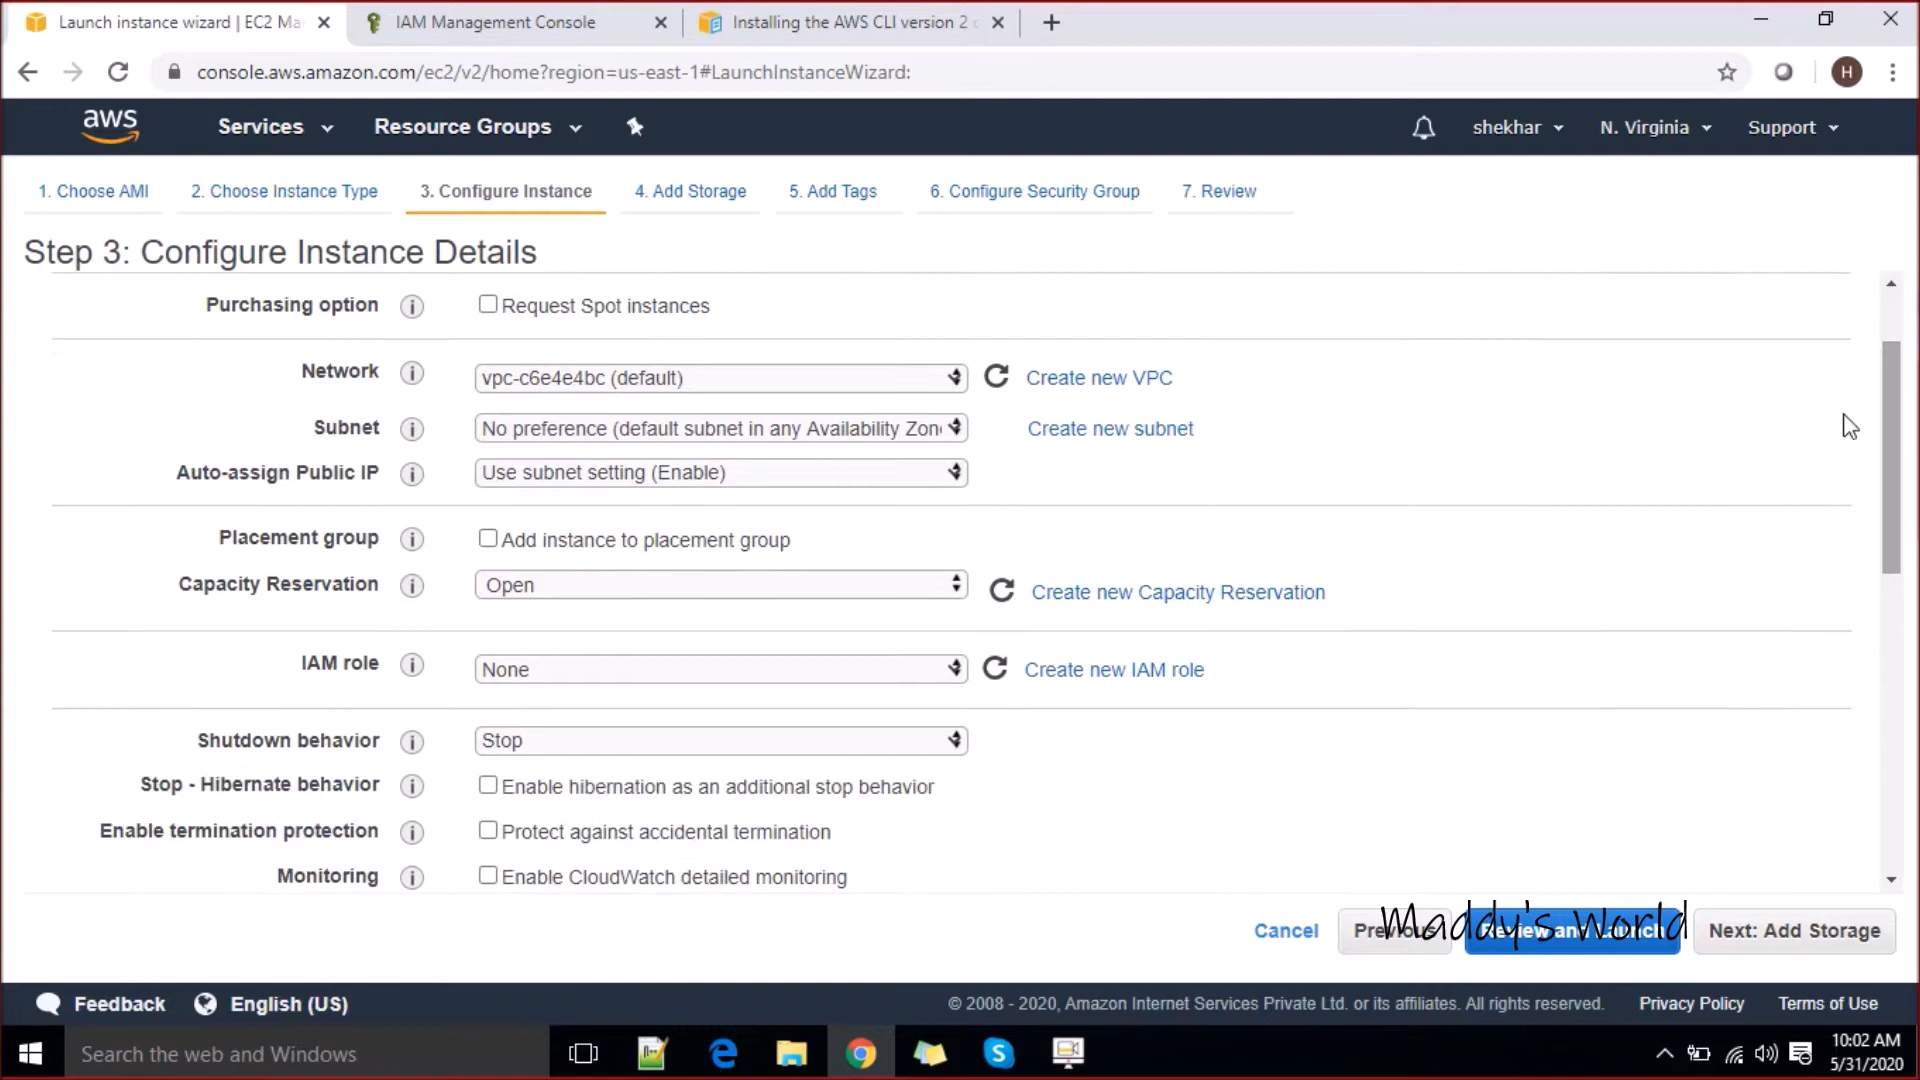 Launch instance wizard | EC2 Ma
IAM Management Console
Installing the AWS CLI version 2
console.aws.amazon.com/ec2/v2/home?region=us-east-1#LaunchInstanceWizard:
H
aws
Services
Resource Groups
shekhar
N. Virginia
Support
1. Choose AMI
2. Choose Instance Type
3. Configure Instance
4. Add Storage
5. Add Tags
6. Configure Security Group
7. Review
Step 3: Configure Instance Details
Purchasing option
Request Spot instances
Network
vpc-c6e4e4bc (default)
Create new VPC
Subnet
No preference (default subnet in any Availability Zon
Create new subnet
Auto-assign Public IP
Use subnet setting (Enable)
Placement group
Add instance to placement group
Capacity Reservation
Open
Create new Capacity Reservation
IAM role
None
Create new IAM role
Shutdown behavior
Stop
Stop - Hibernate behavior
Enable hibernation as an additional stop behavior
Enable termination protection
Protect against accidental termination
Monitoring
Enable CloudWatch detailed monitoring
Cancel
Previous
Review and Launch
Next: Add Storage
Maddy's World
Feedback
English (US)
© 2008 - 2020, Amazon Internet Services Private Ltd. or its affiliates. All rights reserved.
Privacy Policy
Terms of Use
Search the web and Windows
10:02 AM
5/31/2020